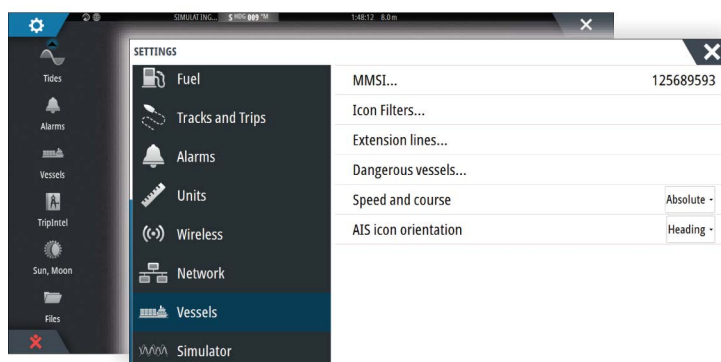 SIMULATING... S HDG 009 °M 1:48:12 8.0 m
SETTINGS
Tides
Alarms
Vessels
TripIntel
Sun, Moon
Files
Fuel
Tracks and Trips
Alarms
Units
Wireless
Network
Vessels
Simulator
MMSI... 125689593
Icon Filters...
Extension lines...
Dangerous vessels...
Speed and course Absolute
AIS icon orientation Heading